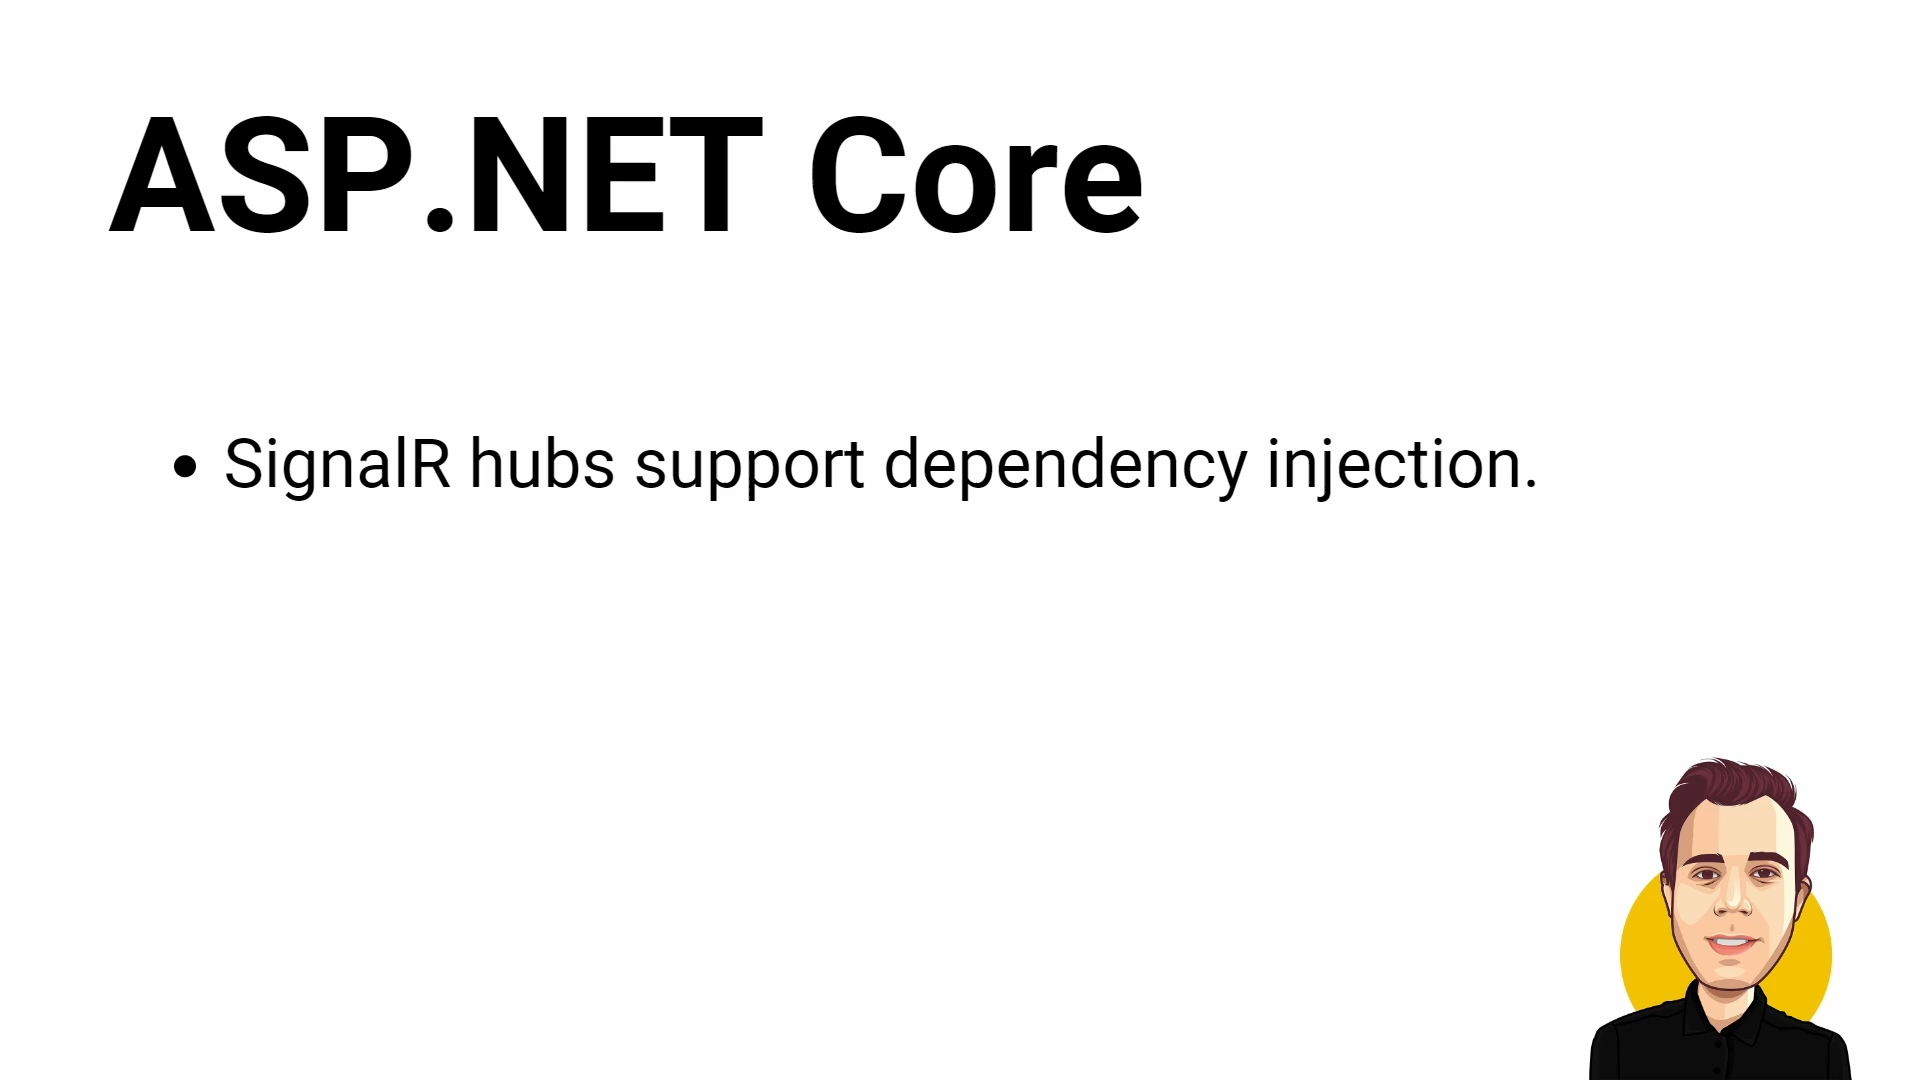 ASP.NET Core
• SignalR hubs support dependency injection.